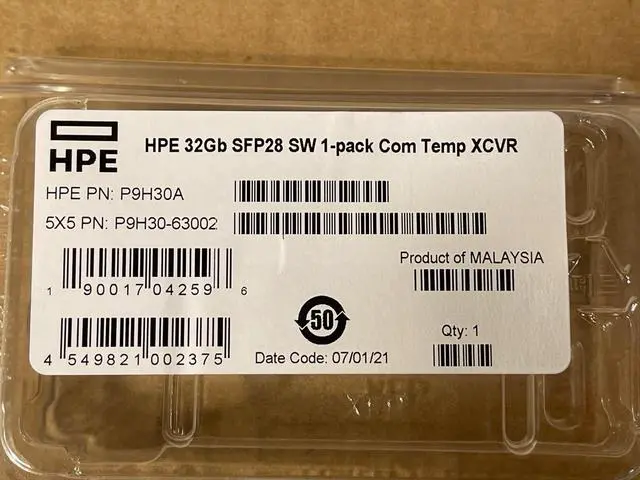 HPE
HPE 32Gb SFP28 SW 1-pack Com Temp XCVR
HPE PN: P9H30A
5X5 PN: P9H30-63002
Product of MALAYSIA
1 90017 04259 6
50
Qty: 1
4 549821 002375
Date Code: 07/01/21